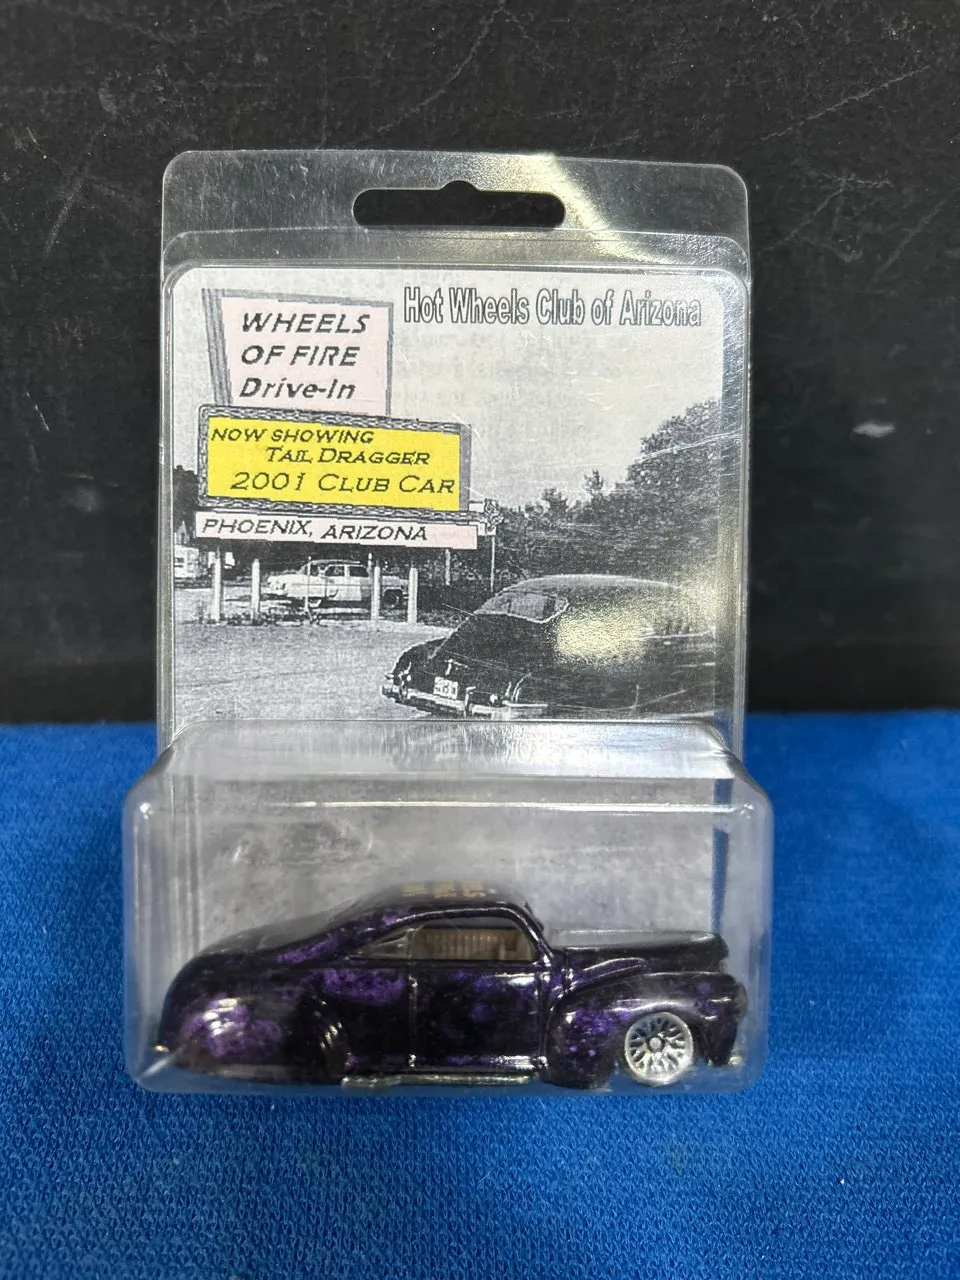 Hot Wheels Club of Arizona
WHEELS
OF FIRE
Drive-In
NOW SHOWING
TAIL DRAGGER
2001 CLUB CAR
PHOENIX, ARIZONA